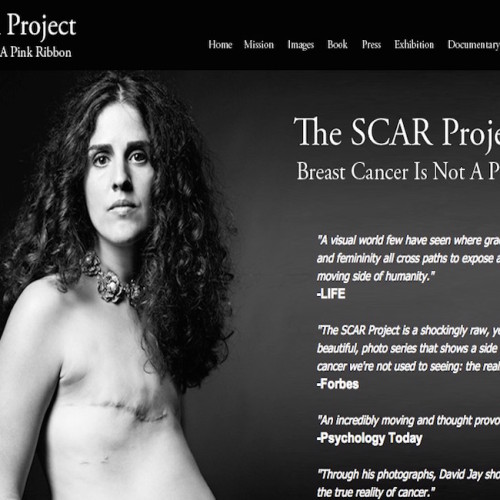 Project
A Pink Ribbon
Home Mission Images Book Press Exhibition Documentary
The SCAR Proje
Breast Cancer Is Not A P
"A visual world few have seen where gra
and femininity all cross paths to expose a
moving side of humanity."
-LIFE
"The SCAR Project is a shockingly raw, ye
beautiful, photo series that shows a side
cancer we're not used to seeing: the real
-Forbes
"An incredibly moving and thought provo
-Psychology Today
"Through his photographs, David Jay sho
the true reality of cancer."